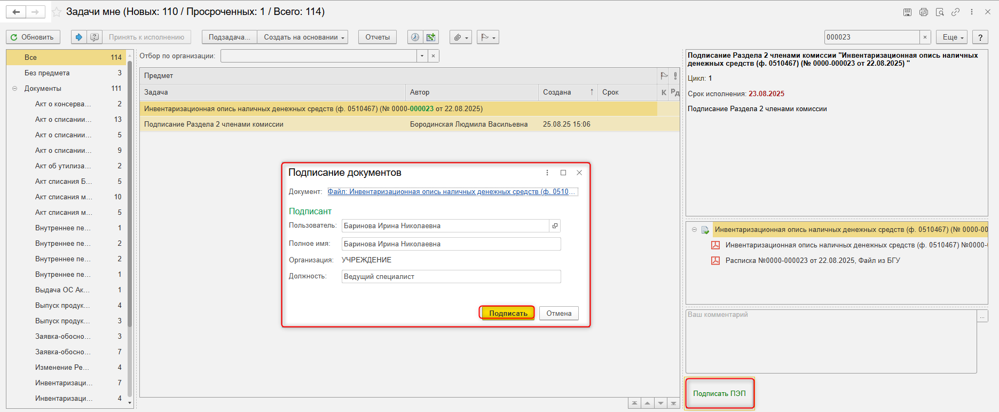 Задачи мне (Новых: 110 / Просроченных: 1 / Всего: 114)
Обновить
Принять к исполнению
Подзадача...
Создать на основании
Отчеты
000023
Еще
?
Все 114
Без предмета 3
Документы 111
Акт о консерва... 2
Акт о списании... 13
Акт о списании... 5
Акт о списании... 9
Акт об утилиза... 2
Акт списания Б... 5
Акт списания м... 10
Акт списания м... 5
Внутреннее пе... 1
Внутреннее пе... 2
Внутреннее пе... 2
Внутреннее пе... 1
Выдача ОС Ак... 1
Выпуск продук... 4
Выпуск продук... 3
Заявка-обосно... 3
Заявка-обосно... 7
Изменение Ре... 4
Инвентаризаци... 7
Инвентаризаци... 4
Отбор по организации:
Предмет
Задача Автор Создана ↑ Срок К Рд
Инвентаризационная опись наличных денежных средств (ф. 0510467) (№ 0000-000023 от 22.08.2025)
Подписание Раздела 2 членами комиссии Бородинская Людмила Васильевна 25.08.25 15:06
Подписание документов
Документ: Файл: Инвентаризационная опись наличных денежных средств (ф. 0510...
Подписант
Пользователь: Баринова Ирина Николаевна
Полное имя: Баринова Ирина Николаевна
Организация: УЧРЕЖДЕНИЕ
Должность: Ведущий специалист
Подписать Отмена
Подписание Раздела 2 членами комиссии "Инвентаризационная опись наличных
денежных средств (ф. 0510467) (№ 0000-000023 от 22.08.2025) "
Цикл: 1
Срок исполнения: 23.08.2025
Подписание Раздела 2 членами комиссии
Инвентаризационная опись наличных денежных средств (ф. 0510467) (№ 0000-00
Инвентаризационная опись наличных денежных средств (ф. 0510467) №0000-
Расписка №0000-000023 от 22.08.2025, Файл из БГУ
Ваш комментарий
...
Подписать ПЭП